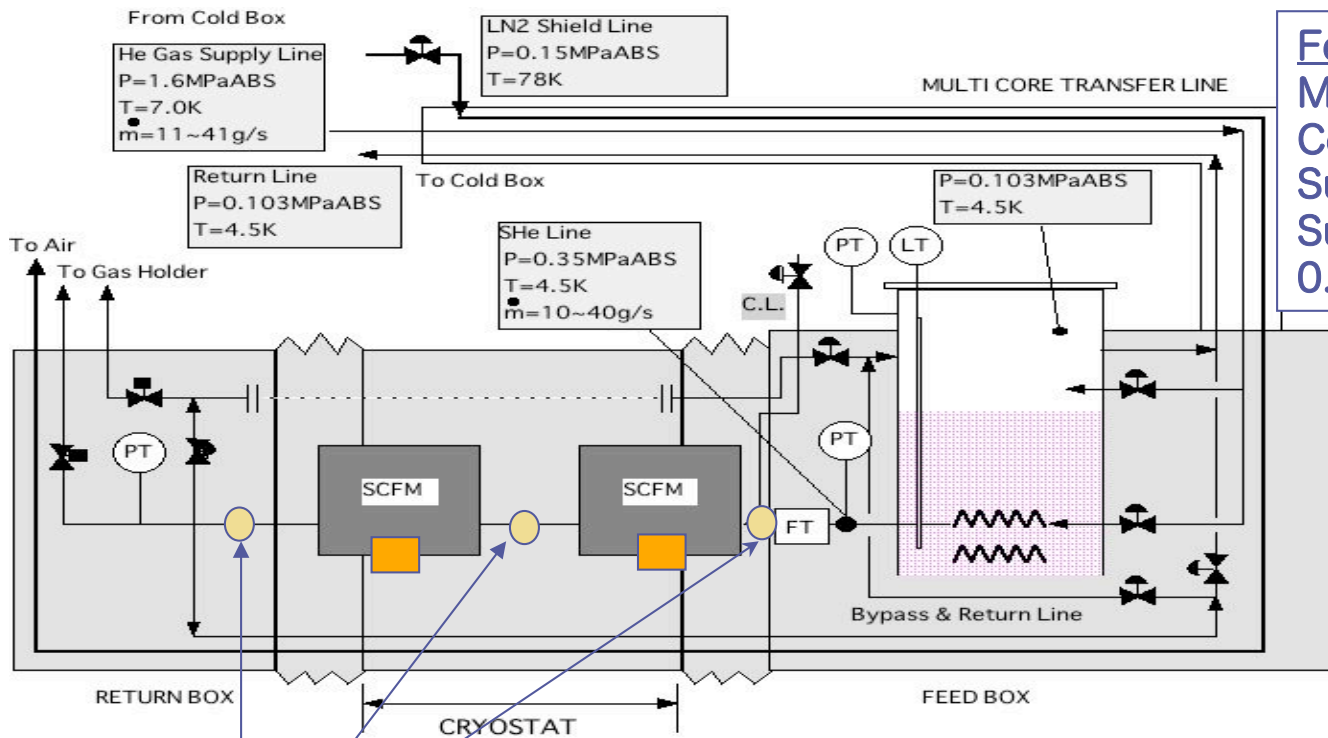 From Cold Box
He Gas Supply Line
P=1.6MPaABS
T=7.0K
ṁ=11~41g/s
LN2 Shield Line
P=0.15MPaABS
T=78K
MULTI CORE TRANSFER LINE
Return Line
P=0.103MPaABS
T=4.5K
To Cold Box
P=0.103MPaABS
T=4.5K
To Air
To Gas Holder
SHe Line
P=0.35MPaABS
T=4.5K
ṁ=10~40g/s
PT
LT
C.L.
PT
PT
SCFM
SCFM
FT
Bypass & Return Line
RETURN BOX
CRYOSTAT
FEED BOX
0.